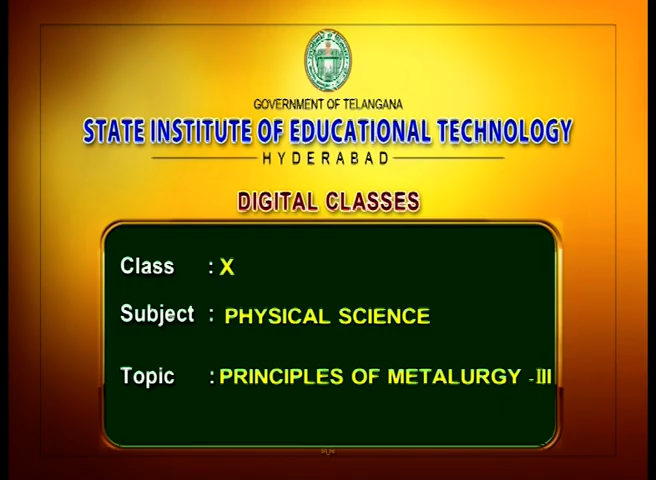 GOVERNMENT OF TELANGANA
STATE INSTITUTE OF EDUCATIONAL TECHNOLOGY
HYDERABAD
DIGITAL CLASSES
Class : X
Subject : PHYSICAL SCIENCE
Topic : PRINCIPLES OF METALURGY -III